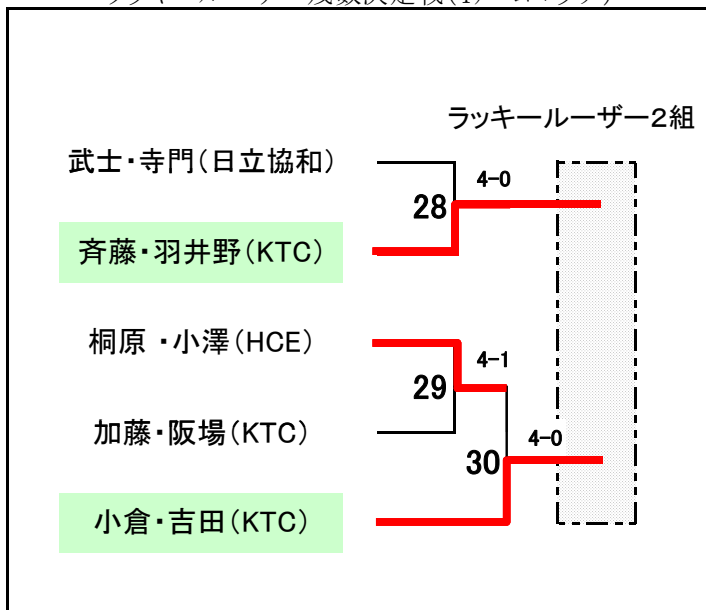 ラッキールーザー2組
武士・寺門(日立協和)
4-0
28
斉藤・羽井野(KTC)
桐原 ・小澤(HCE)
4-1
29
加藤・阪場(KTC)
4-0
30
小倉・吉田(KTC)